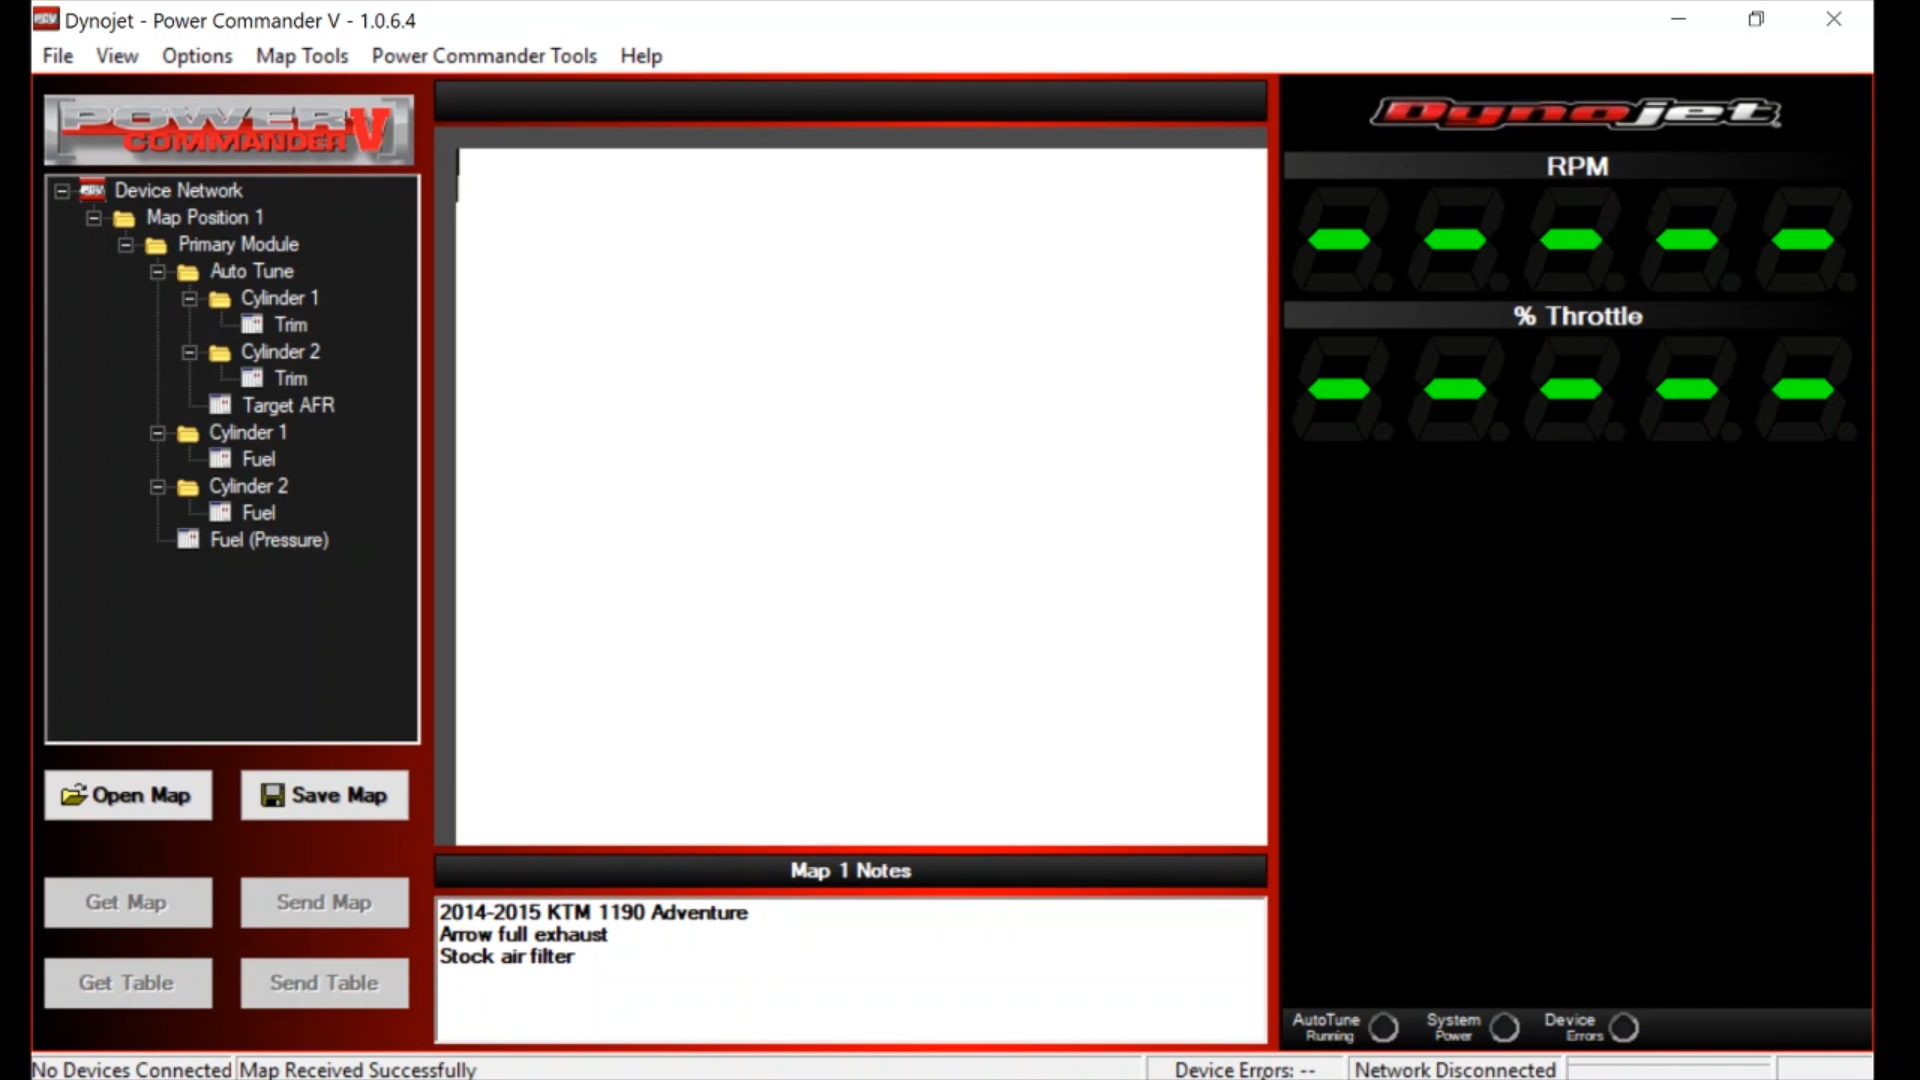 Dynojet - Power Commander V - 1.0.6.4
File View Options Map Tools Power Commander Tools Help
POWER
COMMANDER V
Device Network
Map Position 1
Primary Module
Auto Tune
Cylinder 1
Trim
Cylinder 2
Trim
Target AFR
Cylinder 1
Fuel
Cylinder 2
Fuel
Fuel (Pressure)
Open Map Save Map
Get Map Send Map
Get Table Send Table
Map 1 Notes
2014-2015 KTM 1190 Adventure
Arrow full exhaust
Stock air filter
Dynojet
RPM
- - - - -
% Throttle
- - - - -
AutoTune Running System Power Device Errors
No Devices Connected Map Received Successfully Device Errors: -- Network Disconnected